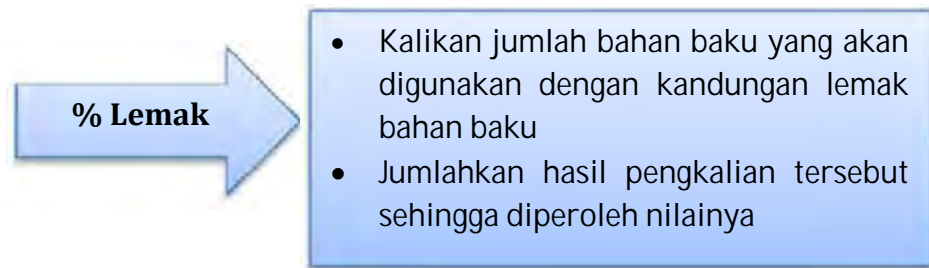 % Lemak
• Kalikan jumlah bahan baku yang akan
digunakan dengan kandungan lemak
bahan baku
• Jumlahkan hasil pengkalian tersebut
sehingga diperoleh nilainya